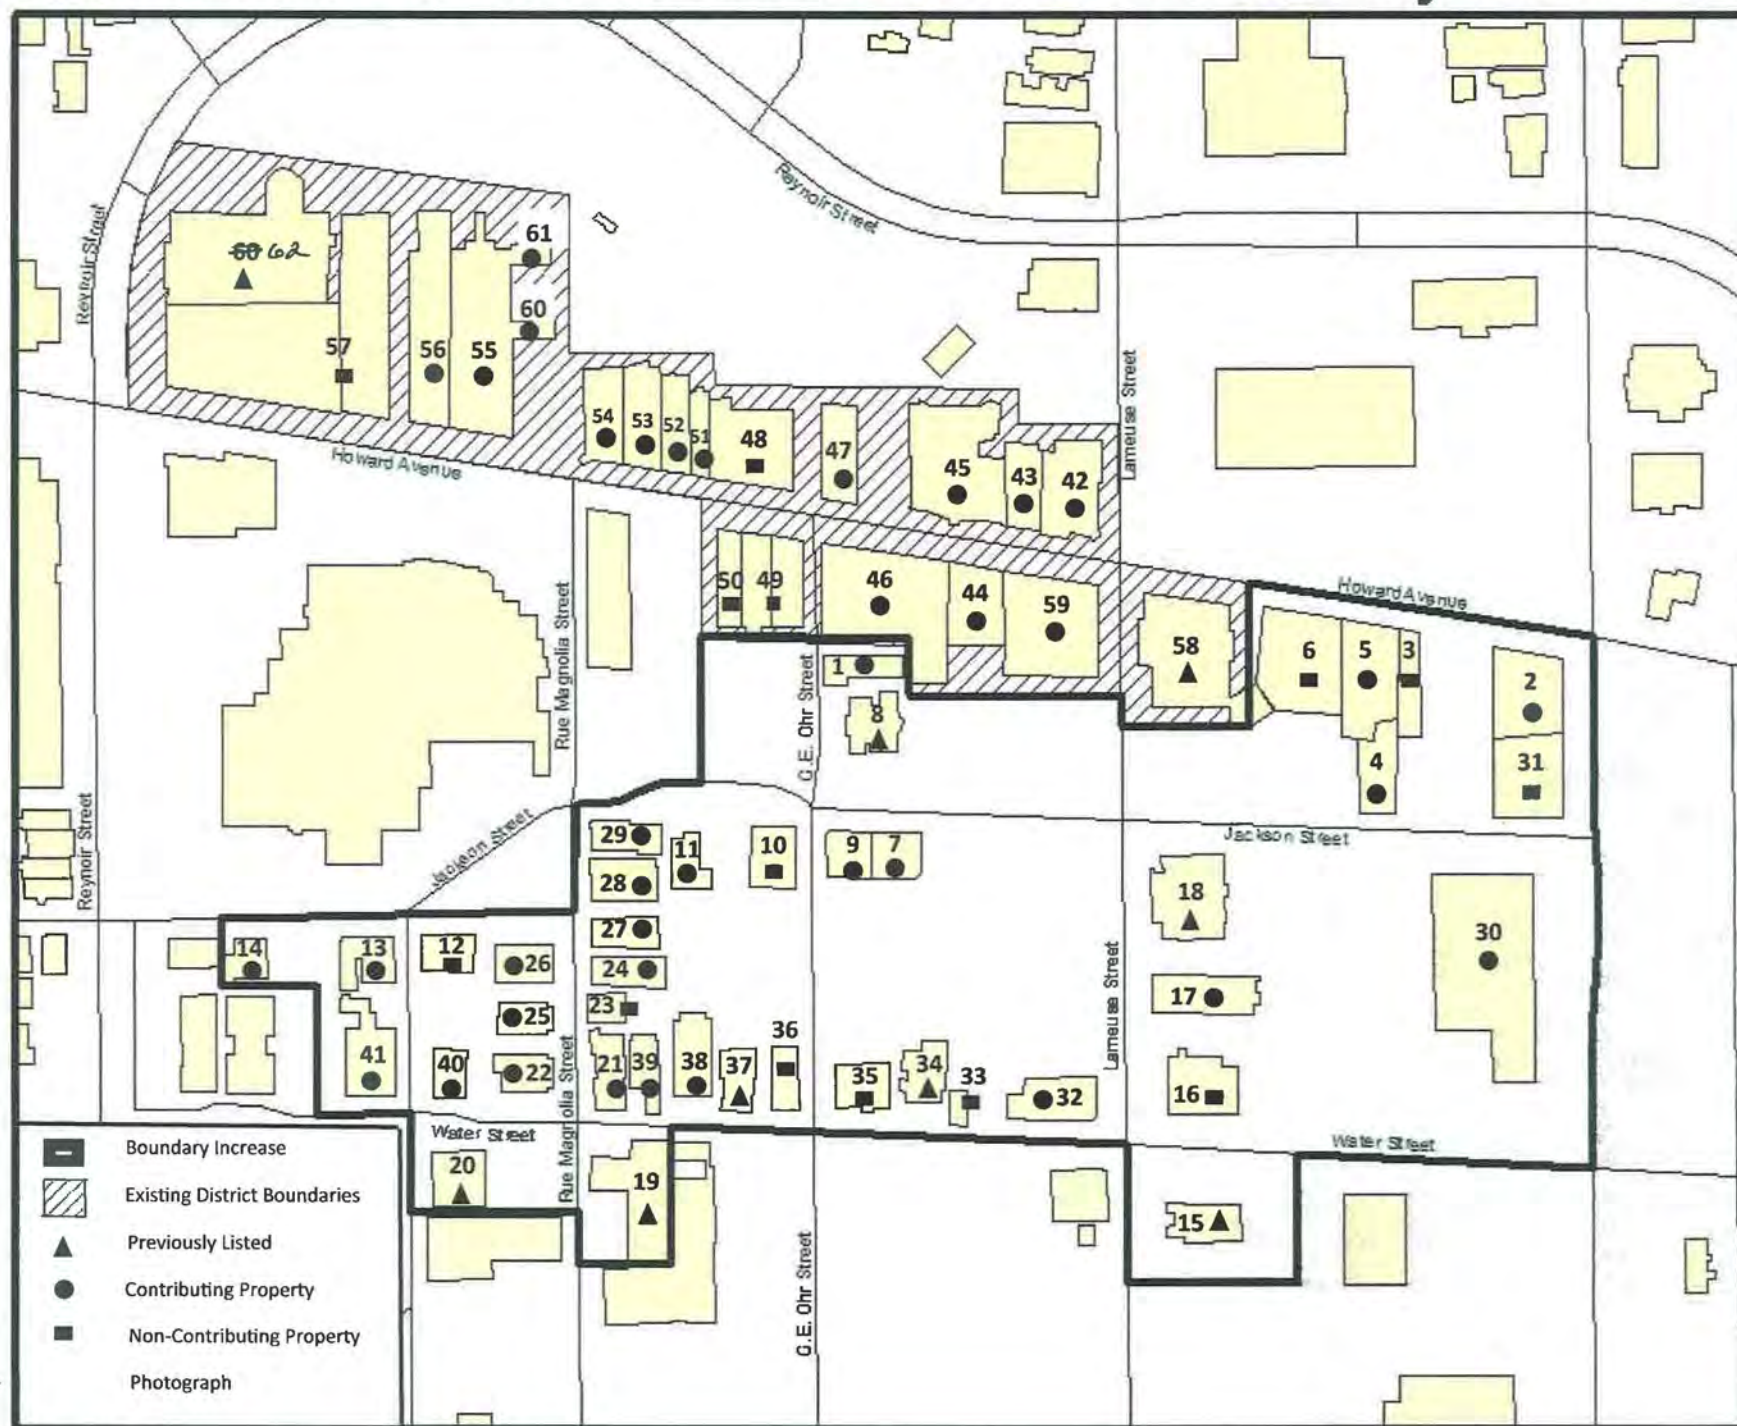 Reynoir Street
Reynoir Street
61
60 62
60
57
56
55
54
53
52
51
48
47
45
43
42
Lameuse Street
Howard Avenue
50
49
46
44
59
58
Howard Avenue
6
5
3
2
Rue Magnolia Street
G.E. Ohr Street
1
8
4
31
Reynoir Street
Jackson Street
Jackson Street
29
11
10
9
7
28
18
27
30
14
13
12
26
24
Lameuse Street
17
23
25
36
41
40
22
21
39
38
37
35
34
33
32
16
Rue Magnolia Street
Water Street
Water Street
20
19
15
G.E. Ohr Street
Boundary Increase
Existing District Boundaries
Previously Listed
Contributing Property
Non-Contributing Property
Photograph